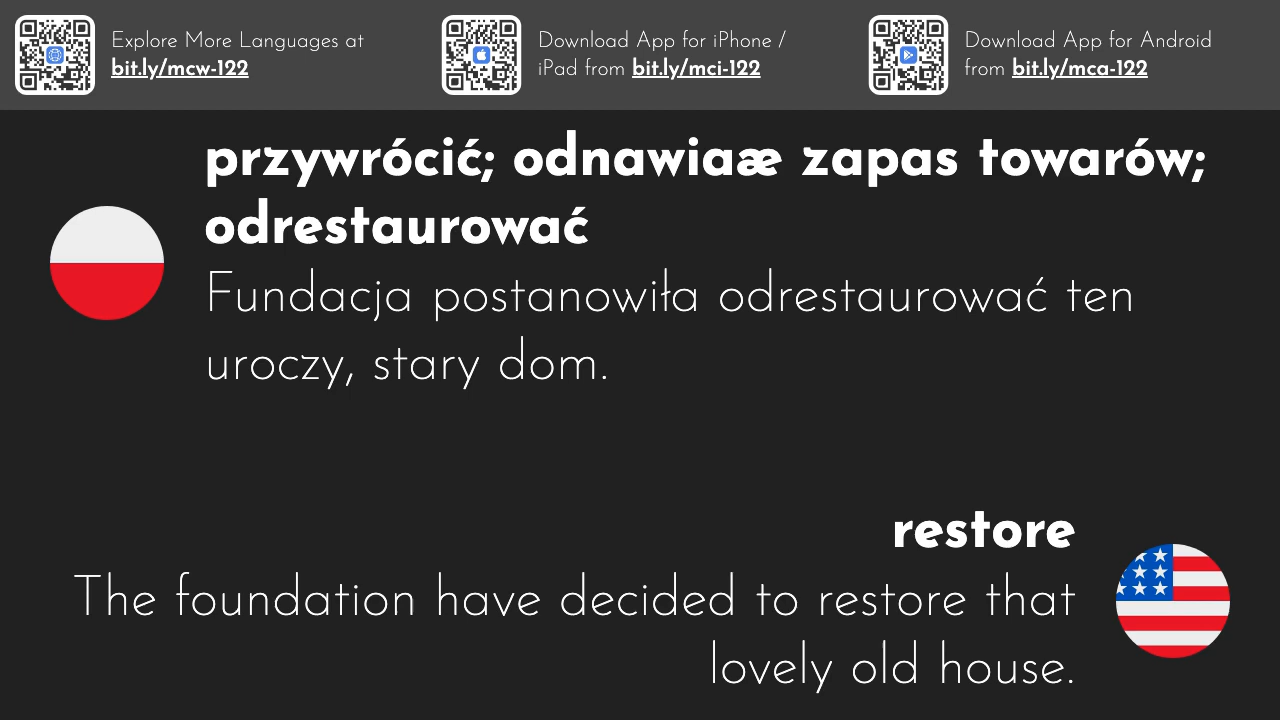 Explore More Languages at
bit.ly/mcw-122
Download App for iPhone /
iPad from bit.ly/mci-122
Download App for Android
from bit.ly/mca-122
przywrócić; odnawiaæ zapas towarów;
odrestaurować
Fundacja postanowiła odrestaurować ten
uroczy, stary dom.
restore
The foundation have decided to restore that
lovely old house.